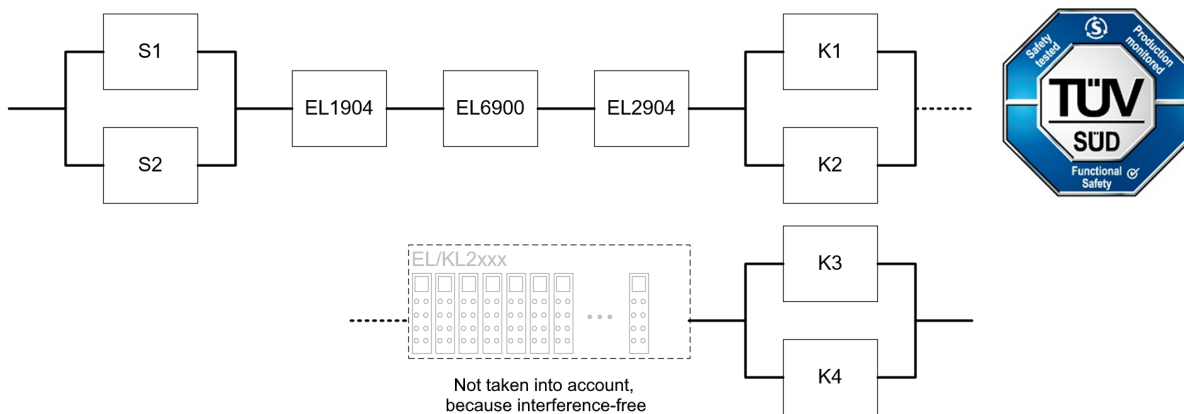 S1
K1
EL1904
EL6900
EL2904
S2
K2
Safety tested
S
Production monitored
TÜV
SÜD
Functional
Safety
EL/KL2xxx
K3
K4
Not taken into account,
because interference-free